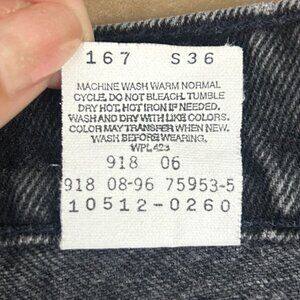 167 S36
MACHINE WASH WARM NORMAL
CYCLE. DO NOT BLEACH. TUMBLE
DRY HOT. HOT IRON IF NEEDED.
WASH AND DRY WITH LIKE COLORS.
COLOR MAY TRANSFER WHEN NEW.
WASH BEFORE WEARING.
WPL 423
918 06
918 08-96 75953-5
10512-0260